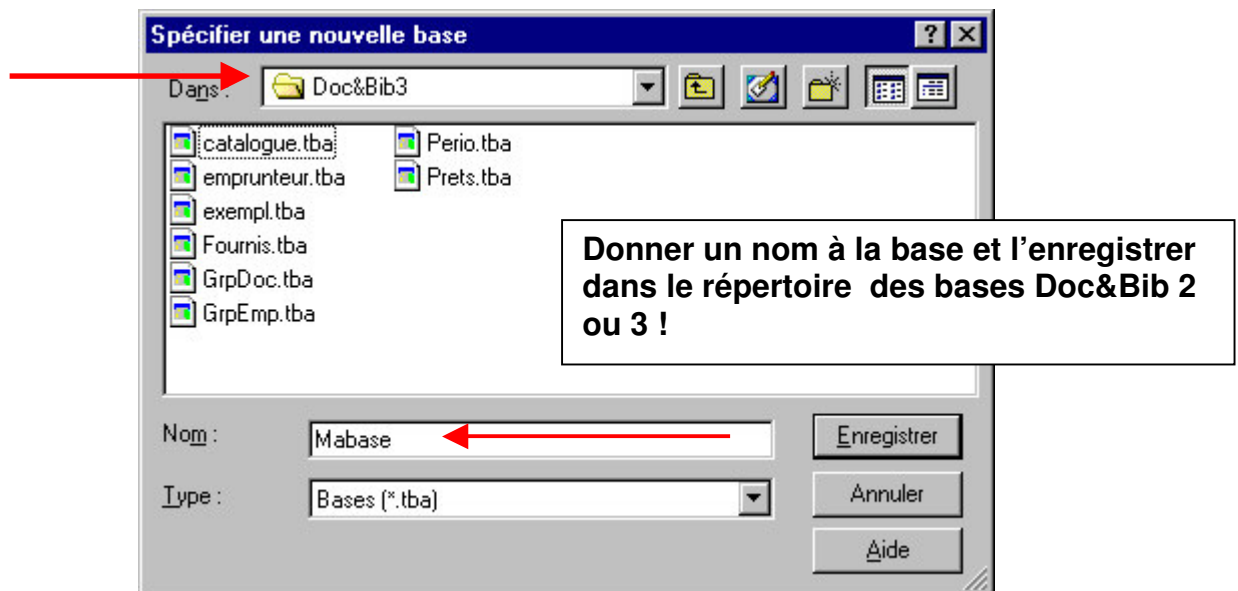 Spécifier une nouvelle base
Dans : Doc&Bib3
catalogue.tba Perio.tba
emprunteur.tba Prets.tba
exempl.tba
Fournis.tba
GrpDoc.tba
GrpEmp.tba
Donner un nom à la base et l’enregistrer
dans le répertoire des bases Doc&Bib 2
ou 3 !
Nom : Mabase Enregistrer
Type : Bases (*.tba) Annuler
Aide